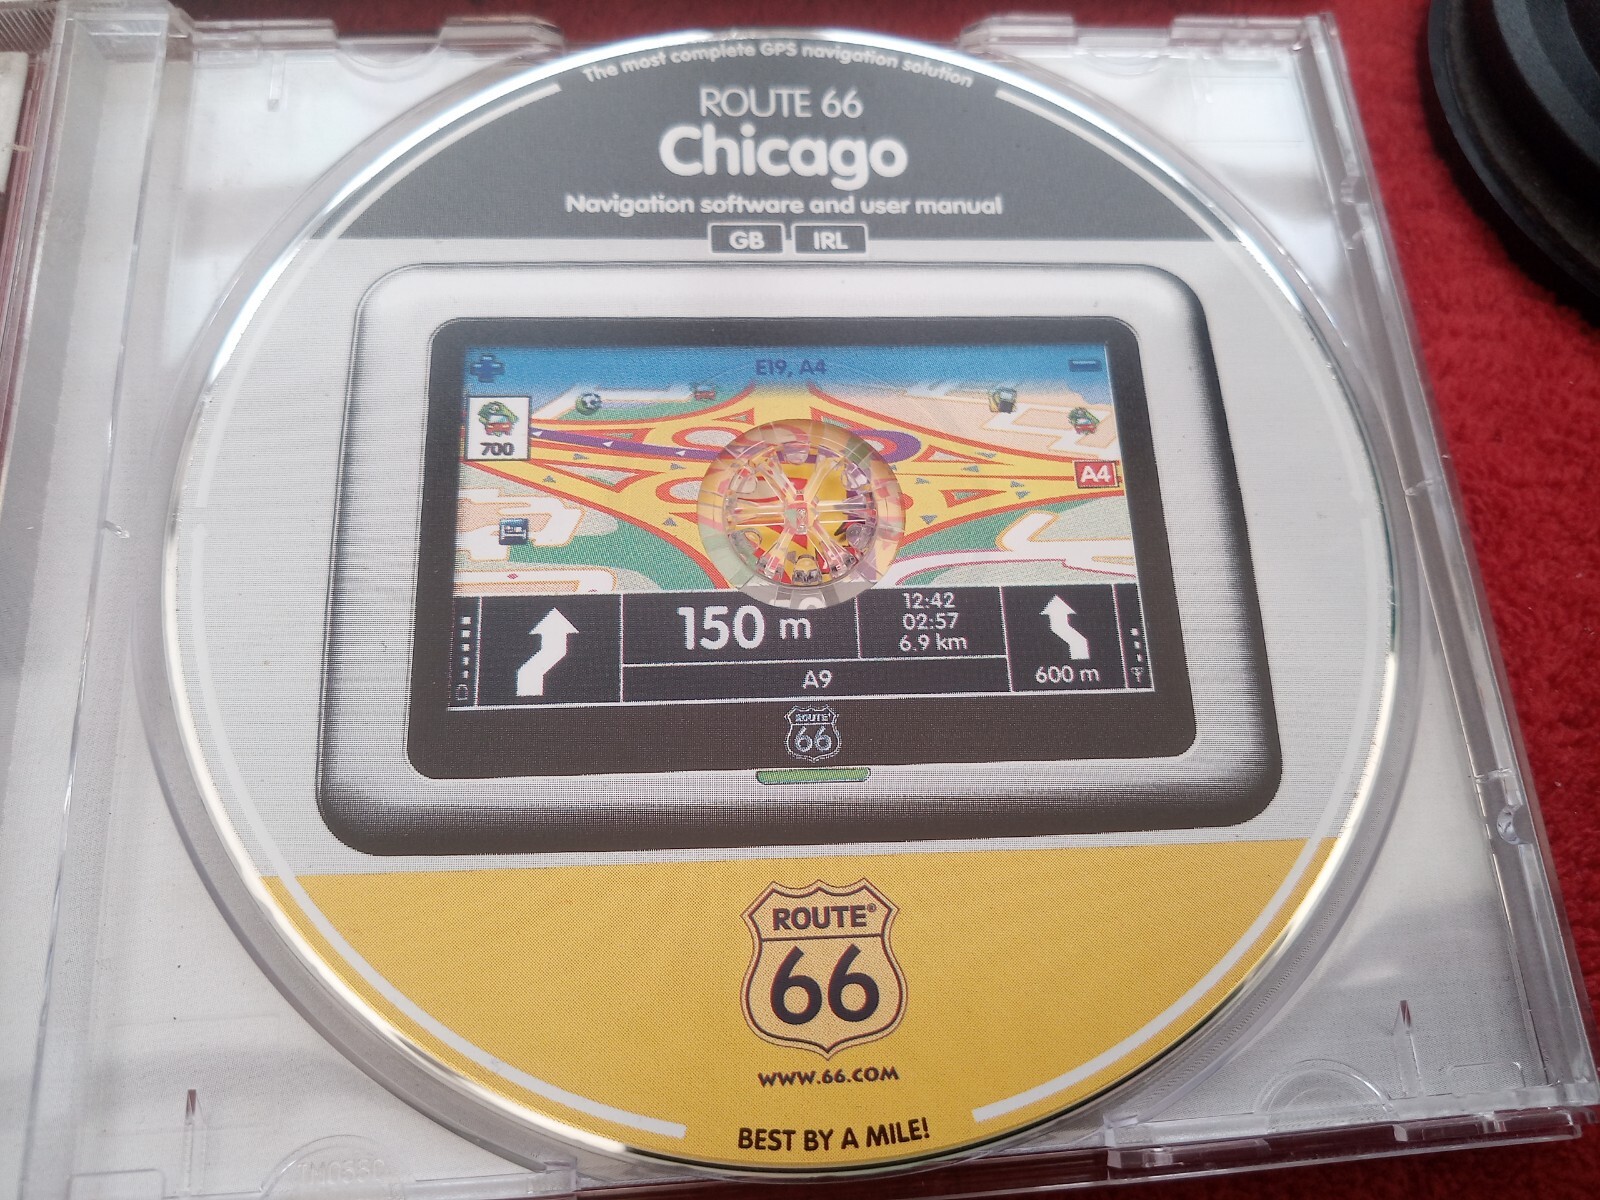 The most complete GPS navigation solution
ROUTE 66
Chicago
Navigation software and user manual
GB IRL
E19, A4
700
A4
150 m
12:42
02:57
6.9 km
600 m
A9
ROUTE
66
ROUTE®
66
WWW.66.COM
BEST BY A MILE!